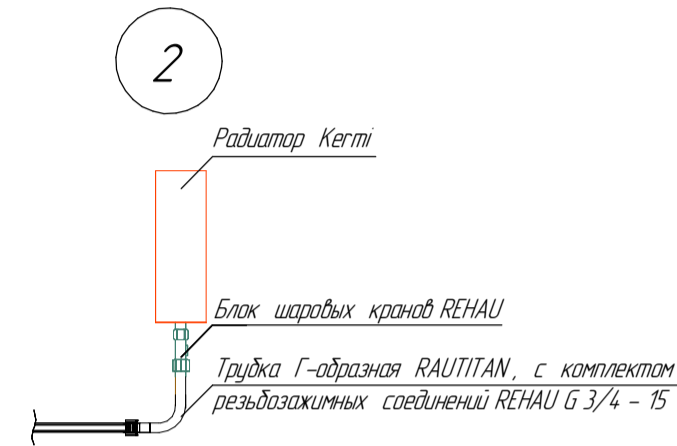 2
Радиатор Kermi
Блок шаровых кранов REHAU
Трубка Г-образная RAUTITAN, с комплектом
резьбозажимных соединений REHAU G 3/4 - 15